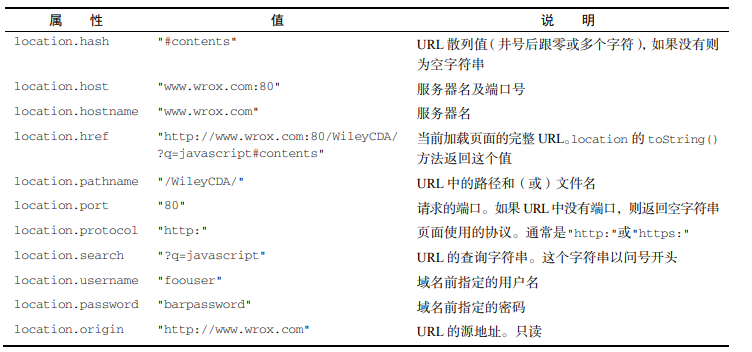 属 性 值 说 明
location.hash "#contents" URL 散列值（井号后跟零或多个字符），如果没有则
为空字符串
location.host "www.wrox.com:80" 服务器名及端口号
location.hostname "www.wrox.com" 服务器名
location.href "http://www.wrox.com:80/WileyCDA/ 当前加载页面的完整 URL。location 的 toString()
?q=javascript#contents" 方法返回这个值
location.pathname "/WileyCDA/" URL 中的路径和（或）文件名
location.port "80" 请求的端口。如果 URL 中没有端口，则返回空字符串
location.protocol "http:" 页面使用的协议。通常是"http:"或"https:"
location.search "?q=javascript" URL 的查询字符串。这个字符串以问号开头
location.username "foouser" 域名前指定的用户名
location.password "barpassword" 域名前指定的密码
location.origin "http://www.wrox.com" URL 的源地址。只读